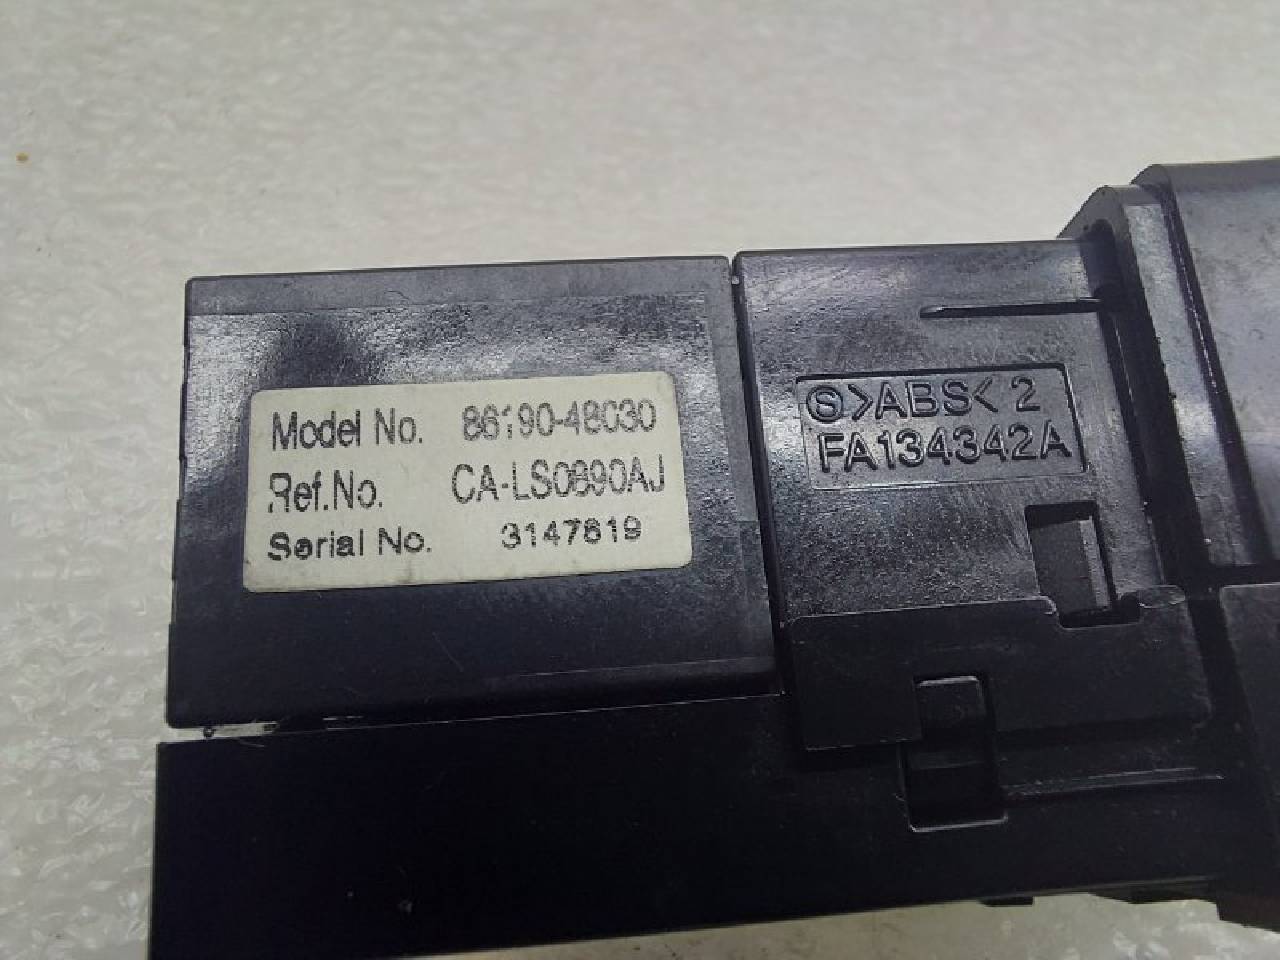 Model No. 86190-48030
Ref.No. CA-LS0890AJ
Serial No. 3147819
Ⓢ>ABS< 2
FA134342A